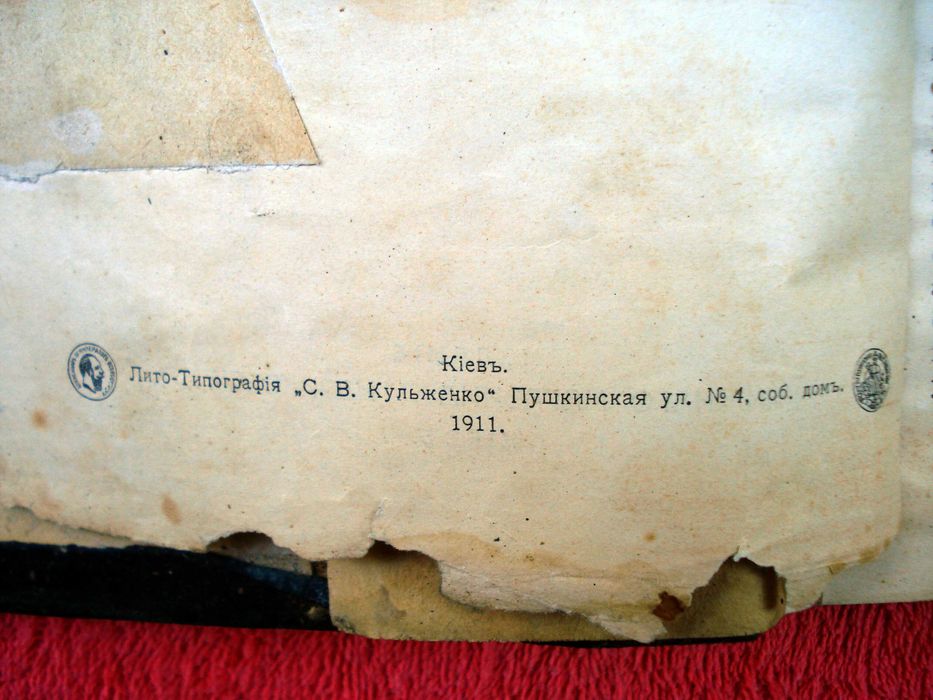 Кіевъ.
Лито-Типографія „С. В. Кульженко“ Пушкинская ул. № 4, соб. домъ.
1911.